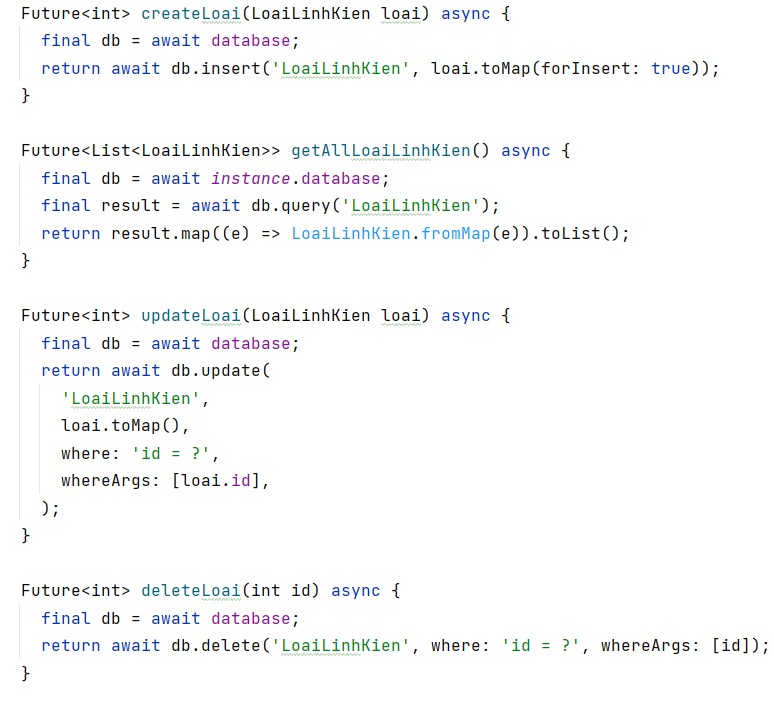 Future<int> createLoai(LoaiLinhKien loai) async {
  final db = await database;
  return await db.insert('LoaiLinhKien', loai.toMap(forInsert: true));
}

Future<List<LoaiLinhKien>> getAllLoaiLinhKien() async {
  final db = await instance.database;
  final result = await db.query('LoaiLinhKien');
  return result.map((e) => LoaiLinhKien.fromMap(e)).toList();
}

Future<int> updateLoai(LoaiLinhKien loai) async {
  final db = await database;
  return await db.update(
    'LoaiLinhKien',
    loai.toMap(),
    where: 'id = ?',
    whereArgs: [loai.id],
  );
}

Future<int> deleteLoai(int id) async {
  final db = await database;
  return await db.delete('LoaiLinhKien', where: 'id = ?', whereArgs: [id]);
}